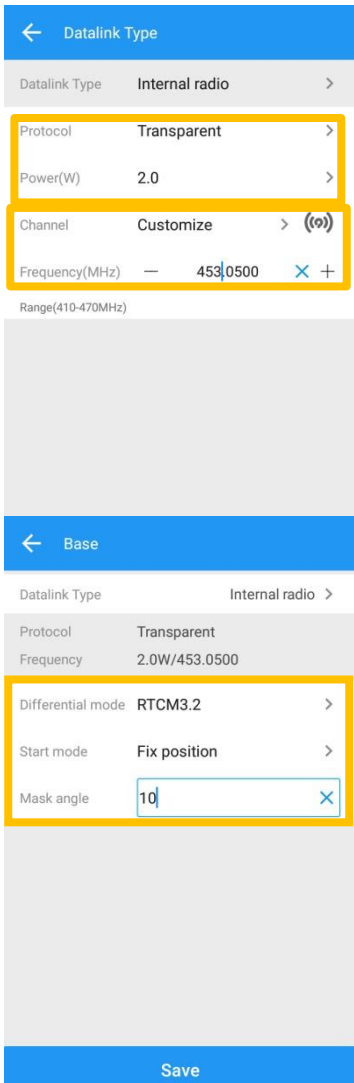 Datalink Type
Datalink Type Internal radio
Protocol Transparent
Power(W) 2.0
Channel Customize
Frequency(MHz) — 453.0500 × +
Range(410-470MHz)
Base
Datalink Type Internal radio
Protocol Transparent
Frequency 2.0W/453.0500
Differential mode RTCM3.2
Start mode Fix position
Mask angle 10
Save